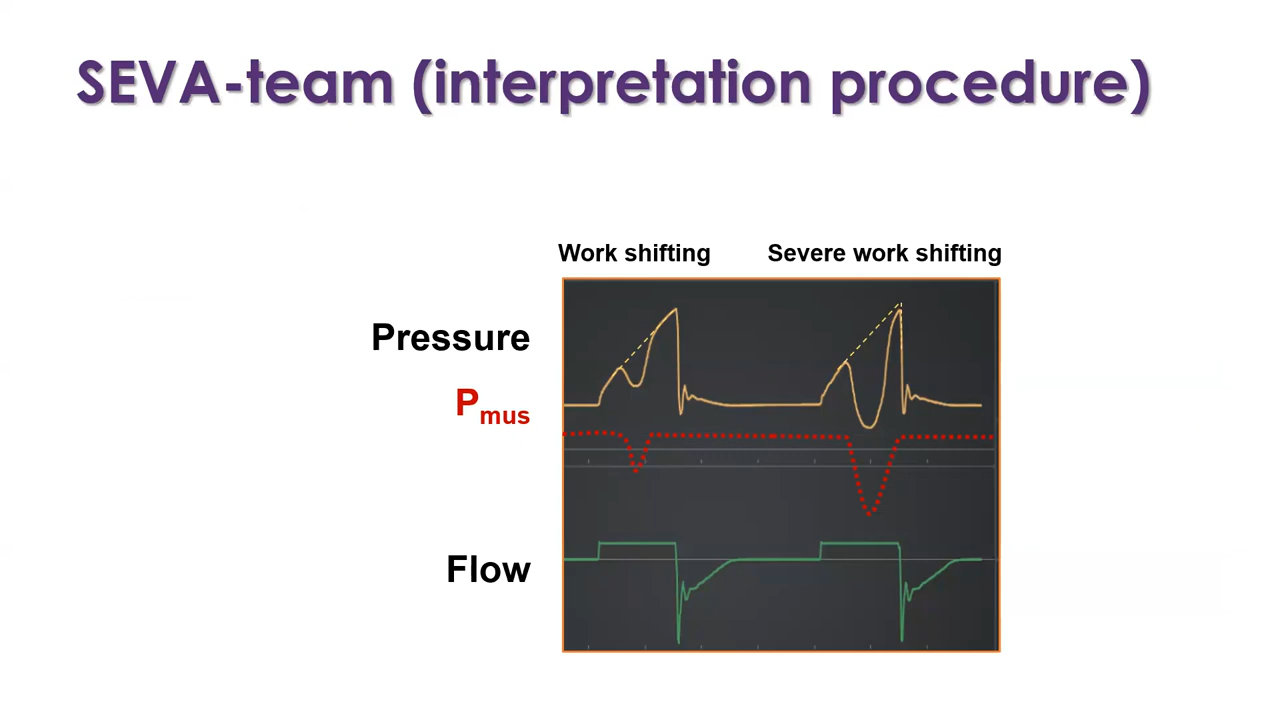 SEVA-team (interpretation procedure)
Work shifting
Severe work shifting
Pressure
Pmus
Flow